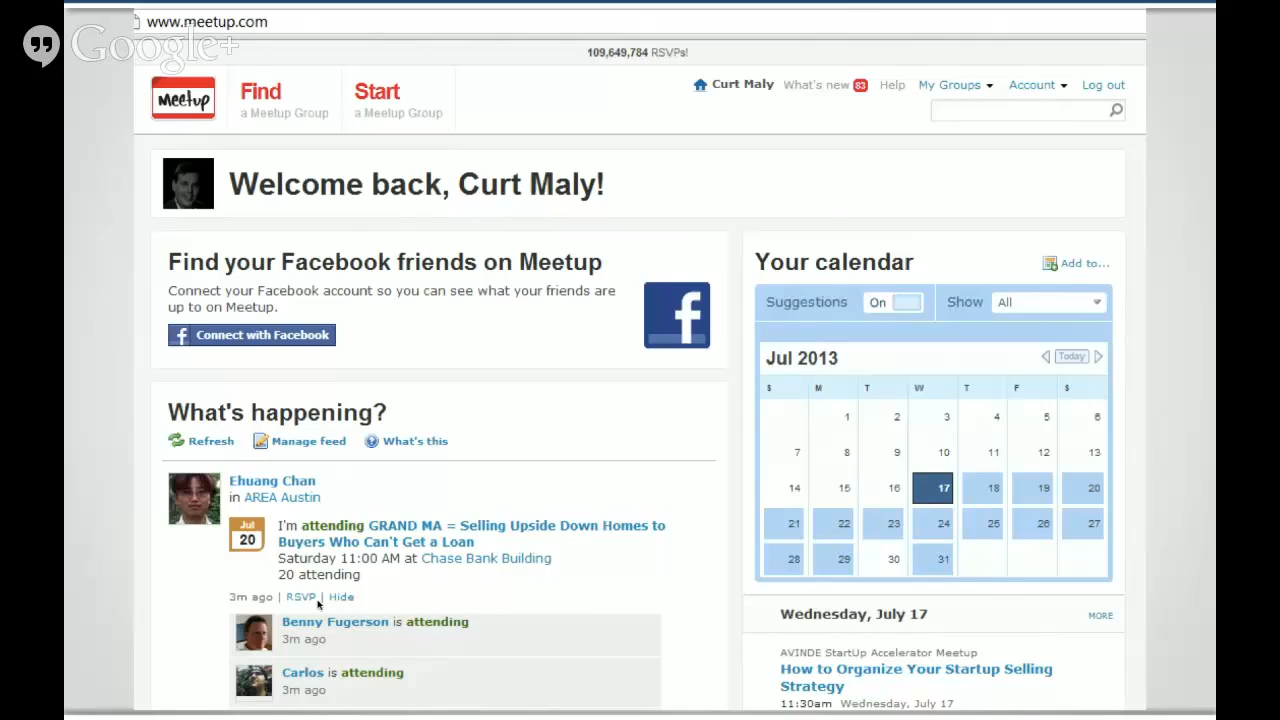 www.meetup.com
Google+
109,649,784 RSVPs!
Meetup
Find
a Meetup Group
Start
a Meetup Group
Curt Maly What's new 83 Help My Groups Account Log out
Welcome back, Curt Maly!
Find your Facebook friends on Meetup
Connect your Facebook account so you can see what your friends are
up to on Meetup.
f Connect with Facebook
f
What's happening?
Refresh Manage feed What's this
Ehuang Chan
in AREA Austin
Jul
20
I'm attending GRAND MA = Selling Upside Down Homes to
Buyers Who Can't Get a Loan
Saturday 11:00 AM at Chase Bank Building
20 attending
3m ago | RSVP | Hide
Benny Fugerson is attending
3m ago
Carlos is attending
3m ago
Your calendar
Add to...
Suggestions On Show All
Jul 2013 Today
S M T W T F S
1 2 3 4 5 6
7 8 9 10 11 12 13
14 15 16 17 18 19 20
21 22 23 24 25 26 27
28 29 30 31
Wednesday, July 17 MORE
AVINDE StartUp Accelerator Meetup
How to Organize Your Startup Selling
Strategy
11:30am Wednesday, July 17